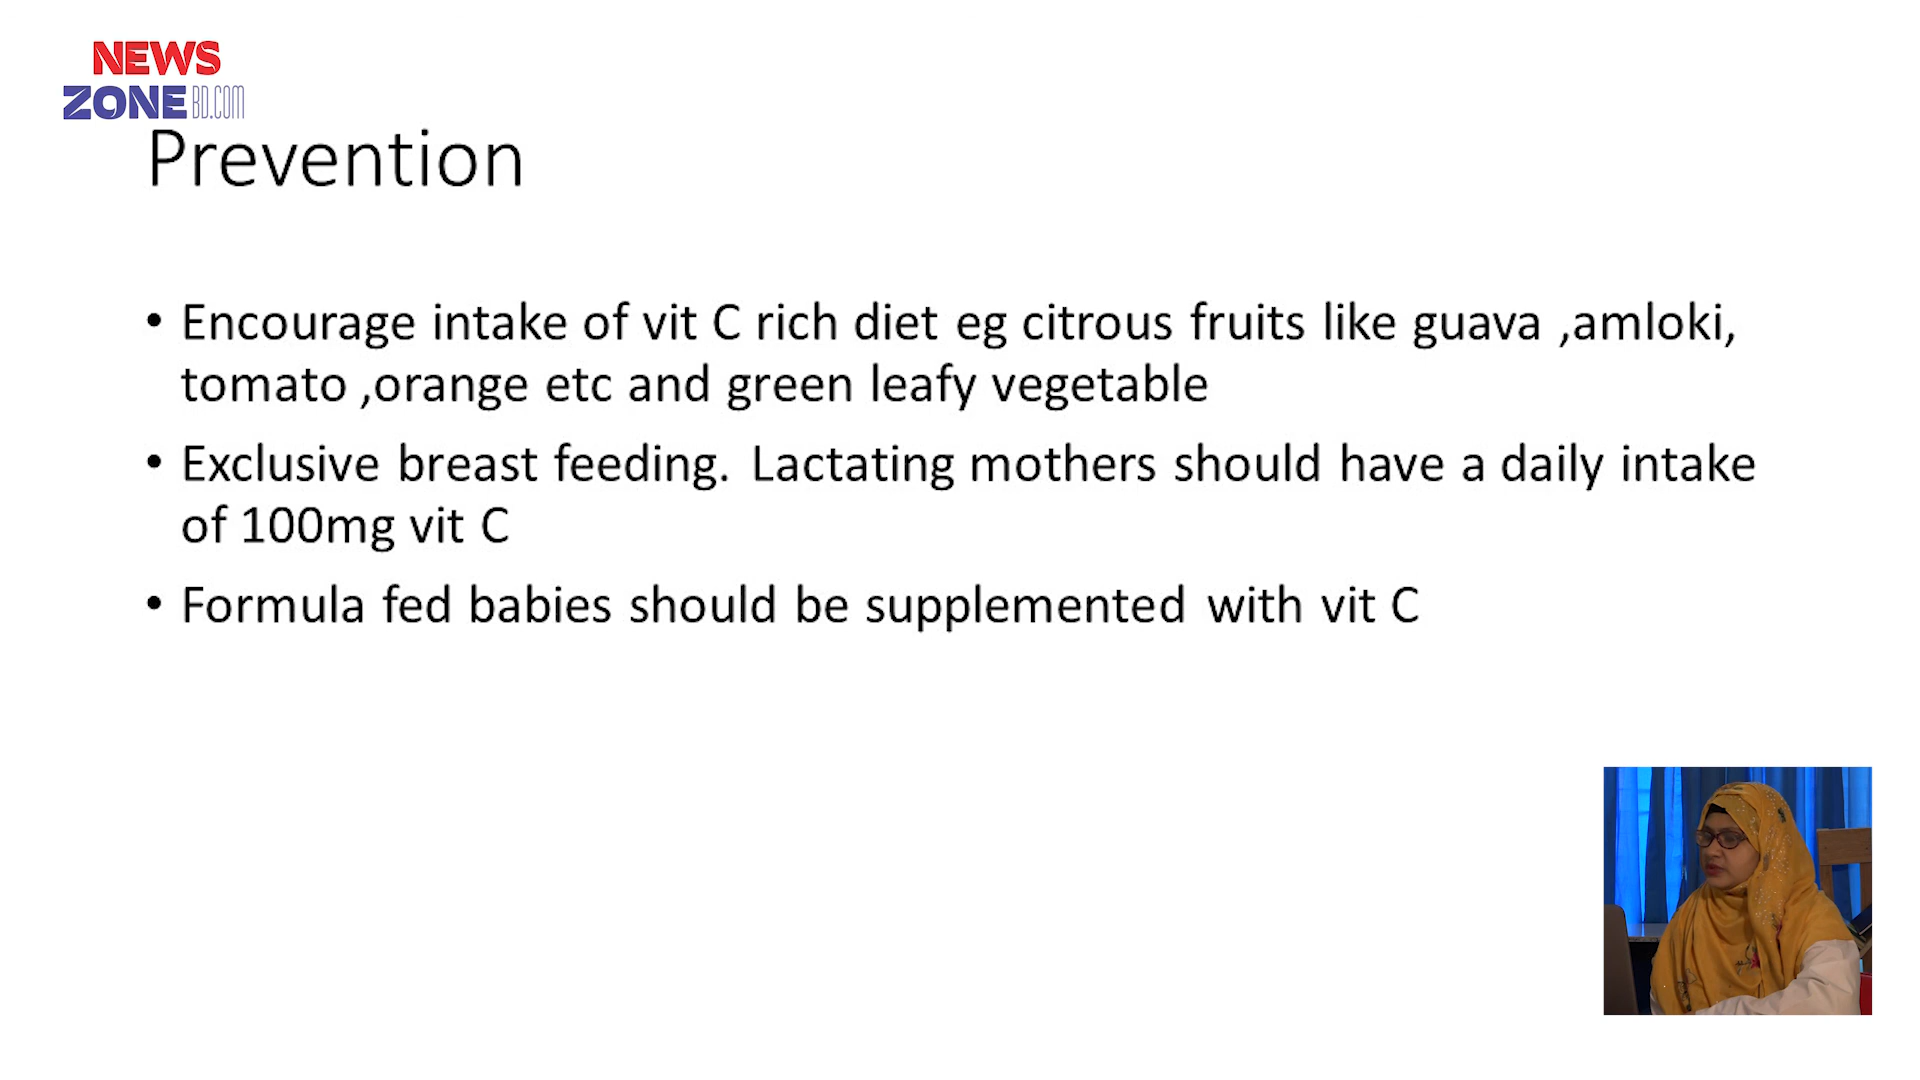 NEWS
ZONE BD.COM
Prevention
• Encourage intake of vit C rich diet eg citrous fruits like guava ,amloki,
tomato ,orange etc and green leafy vegetable
• Exclusive breast feeding. Lactating mothers should have a daily intake
of 100mg vit C
• Formula fed babies should be supplemented with vit C